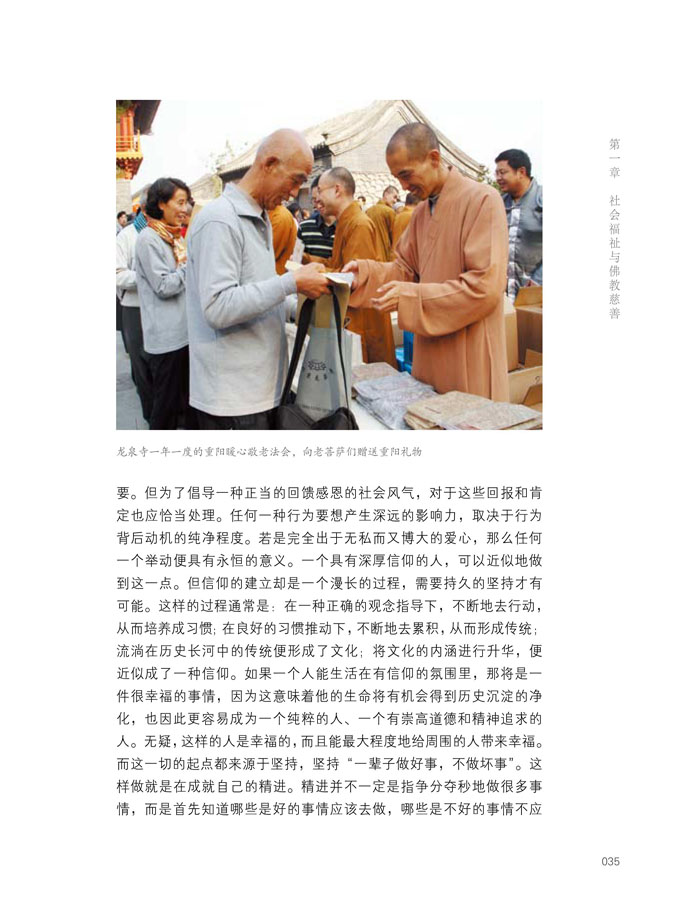 第一章 社会福祉与佛教慈善
龙泉寺一年一度的重阳暖心敬老法会，向老菩萨们赠送重阳礼物
要。但为了倡导一种正当的回馈感恩的社会风气，对于这些回报和肯
定也应恰当处理。任何一种行为要想产生深远的影响力，取决于行为
背后动机的纯净程度。若是完全出于无私而又博大的爱心，那么任何
一个举动便具有永恒的意义。一个具有深厚信仰的人，可以近似地做
到这一点。但信仰的建立却是一个漫长的过程，需要持久的坚持才有
可能。这样的过程通常是：在一种正确的观念指导下，不断地去行动，
从而培养成习惯；在良好的习惯推动下，不断地去累积，从而形成传统；
流淌在历史长河中的传统便形成了文化；将文化的内涵进行升华，便
近似成了一种信仰。如果一个人能生活在有信仰的氛围里，那将是一
件很幸福的事情，因为这意味着他的生命将有机会得到历史沉淀的净
化，也因此更容易成为一个纯粹的人、一个有崇高道德和精神追求的
人。无疑，这样的人是幸福的，而且能最大程度地给周围的人带来幸福。
而这一切的起点都来源于坚持，坚持“一辈子做好事，不做坏事”。这
样做就是在成就自己的精进。精进并不一定是指争分夺秒地做很多事
情，而是首先知道哪些是好的事情应该去做，哪些是不好的事情不应
035